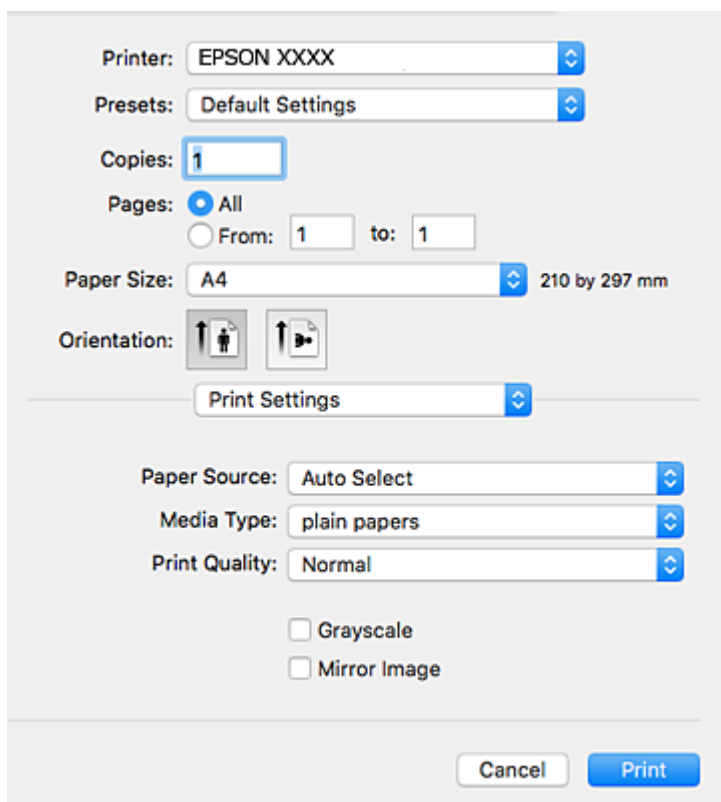 Printer: EPSON XXXX
Presets: Default Settings
Copies: 1
Pages: All
From: 1 to: 1
Paper Size: A4 210 by 297 mm
Orientation:
Print Settings
Paper Source: Auto Select
Media Type: plain papers
Print Quality: Normal
Grayscale
Mirror Image
Cancel Print